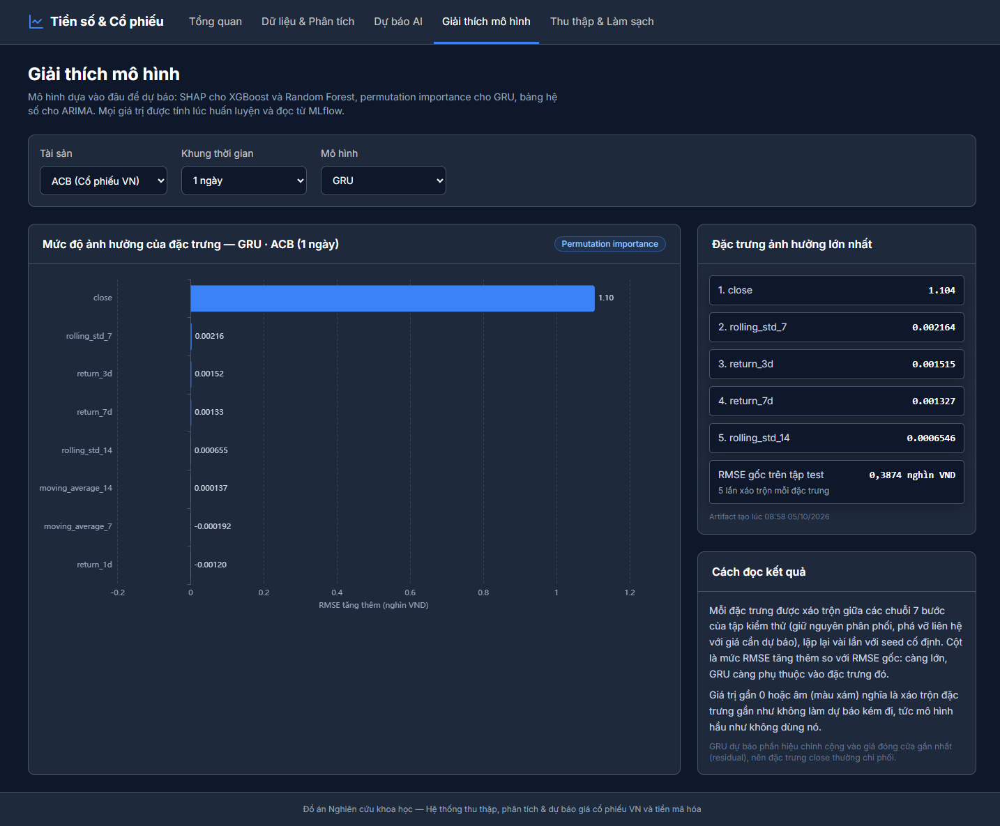 Tiền số & Cổ phiếu
Tổng quan
Dữ liệu & Phân tích
Dự báo AI
Giải thích mô hình
Thu thập & Làm sạch
Giải thích mô hình
Mô hình dựa vào đâu để dự báo: SHAP cho XGBoost và Random Forest, permutation importance cho GRU, bảng hệ
số cho ARIMA. Mọi giá trị được tính lúc huấn luyện và đọc từ MLflow.
Tài sản
Khung thời gian
Mô hình
ACB (Cổ phiếu VN)
1 ngày
GRU
Mức độ ảnh hưởng của đặc trưng — GRU · ACB (1 ngày)
Permutation importance
close
1.10
rolling_std_7
0.00216
return_3d
0.00152
return_7d
0.00133
rolling_std_14
0.000655
moving_average_14
0.000137
moving_average_7
-0.000192
return_1d
-0.00120
-0.2
0
0.2
0.4
0.6
0.8
1
1.2
RMSE tăng thêm (nghìn VND)
Đặc trưng ảnh hưởng lớn nhất
1. close
1.104
2. rolling_std_7
0.002164
3. return_3d
0.001515
4. return_7d
0.001327
5. rolling_std_14
0.0006546
RMSE gốc trên tập test
0,3874 nghìn VND
5 lần xáo trộn mỗi đặc trưng
Artifact tạo lúc 08:58 05/10/2026
Cách đọc kết quả
Mỗi đặc trưng được xáo trộn giữa các chuỗi 7 bước
của tập kiểm thử (giữ nguyên phân phối, phá vỡ liên hệ
với giá cần dự báo), lặp lại vài lần với seed cố định. Cột
là mức RMSE tăng thêm so với RMSE gốc: càng lớn,
GRU càng phụ thuộc vào đặc trưng đó.
Giá trị gần 0 hoặc âm (màu xám) nghĩa là xáo trộn đặc
trưng gần như không làm dự báo kém đi, tức mô hình
hầu như không dùng nó.
GRU dự báo phần hiệu chỉnh cộng vào giá đóng cửa gần nhất
(residual), nên đặc trưng close thường chi phối.
Đồ án Nghiên cứu khoa học — Hệ thống thu thập, phân tích & dự báo giá cổ phiếu VN và tiền mã hóa